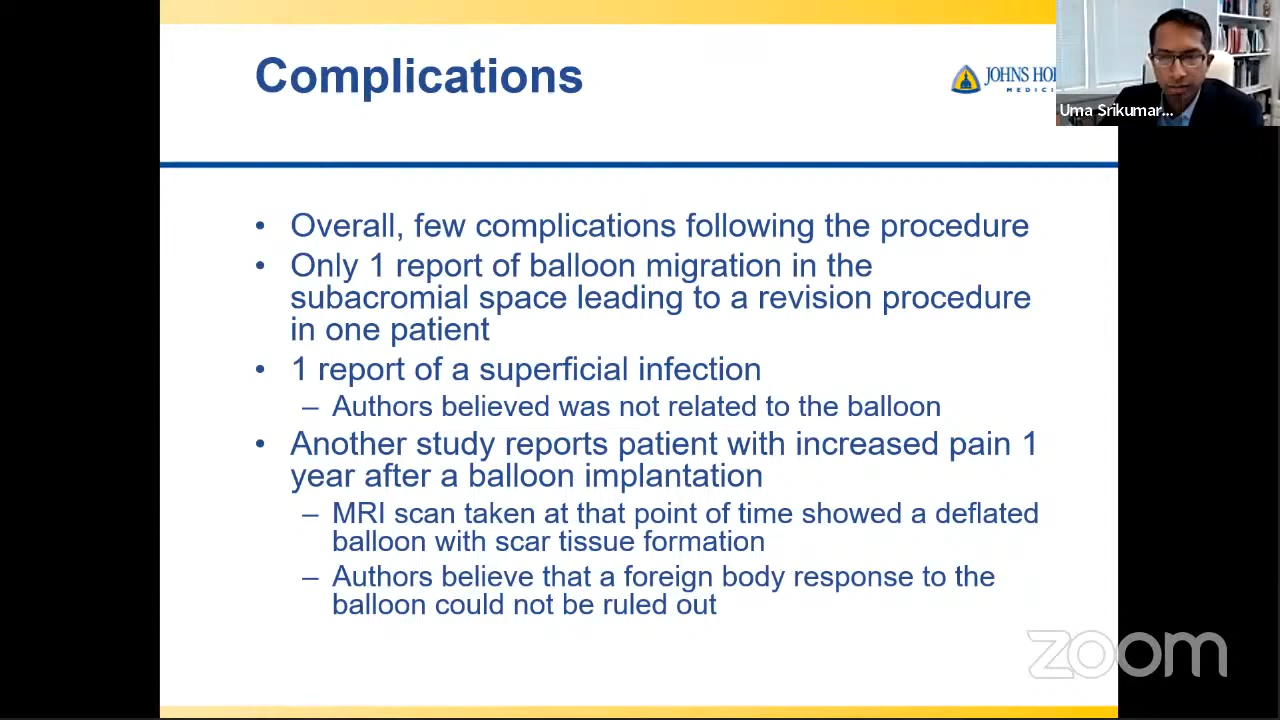 Complications
JOHNS HO
MEDICI
Uma Srikumar...
• Overall, few complications following the procedure
• Only 1 report of balloon migration in the
subacromial space leading to a revision procedure
in one patient
• 1 report of a superficial infection
– Authors believed was not related to the balloon
• Another study reports patient with increased pain 1
year after a balloon implantation
– MRI scan taken at that point of time showed a deflated
balloon with scar tissue formation
– Authors believe that a foreign body response to the
balloon could not be ruled out
zoom